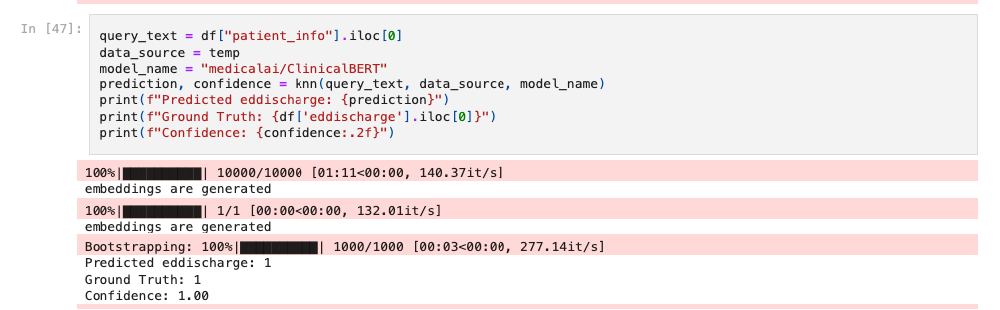 In [47]:
query_text = df["patient_info"].iloc[0]
data_source = temp
model_name = "medicalai/ClinicalBERT"
prediction, confidence = knn(query_text, data_source, model_name)
print(f"Predicted eddischarge: {prediction}")
print(f"Ground Truth: {df['eddischarge'].iloc[0]}")
print(f"Confidence: {confidence:.2f}")
100%|██████████| 10000/10000 [01:11<00:00, 140.37it/s]
embeddings are generated
100%|██████████| 1/1 [00:00<00:00, 132.01it/s]
embeddings are generated
Bootstrapping: 100%|██████████| 1000/1000 [00:03<00:00, 277.14it/s]
Predicted eddischarge: 1
Ground Truth: 1
Confidence: 1.00